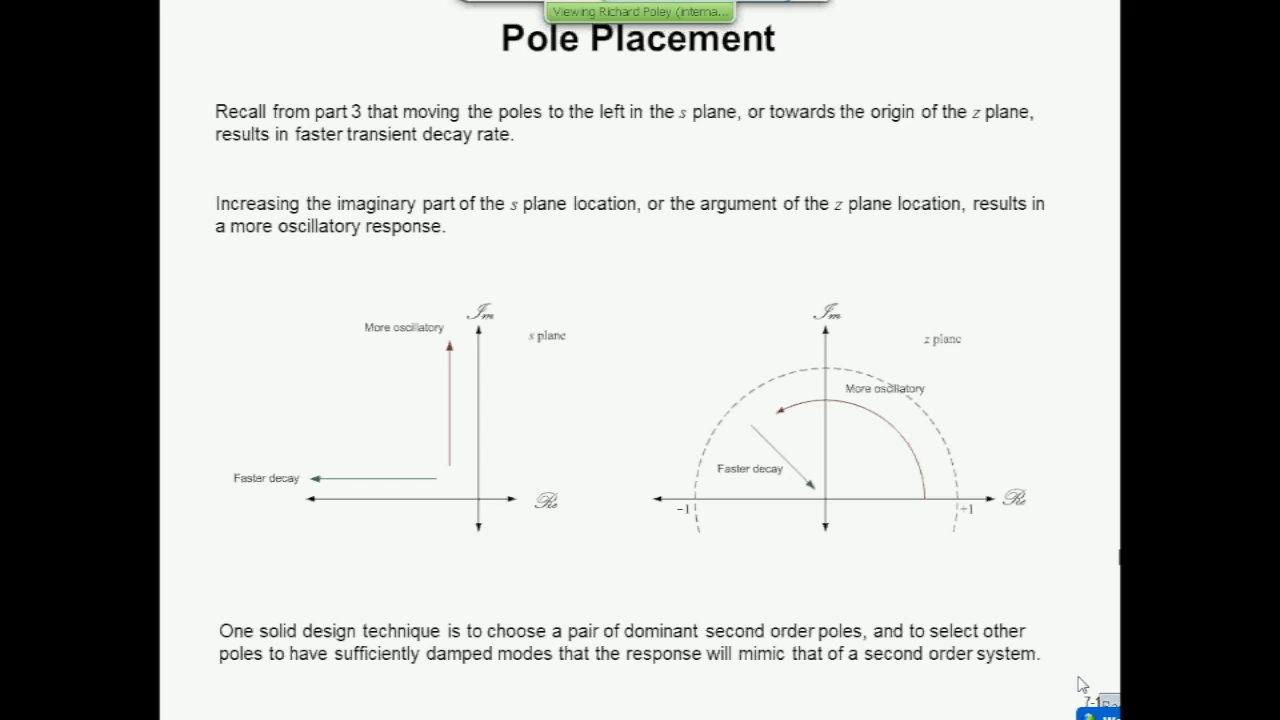 Viewing Richard Poley (interna...
Pole Placement
Recall from part 3 that moving the poles to the left in the s plane, or towards the origin of the z plane,
results in faster transient decay rate.
Increasing the imaginary part of the s plane location, or the argument of the z plane location, results in
a more oscillatory response.
Im
More oscillatory
s plane
Faster decay
Re
Im
z plane
More oscillatory
Faster decay
Re
−1
+1
One solid design technique is to choose a pair of dominant second order poles, and to select other
poles to have sufficiently damped modes that the response will mimic that of a second order system.